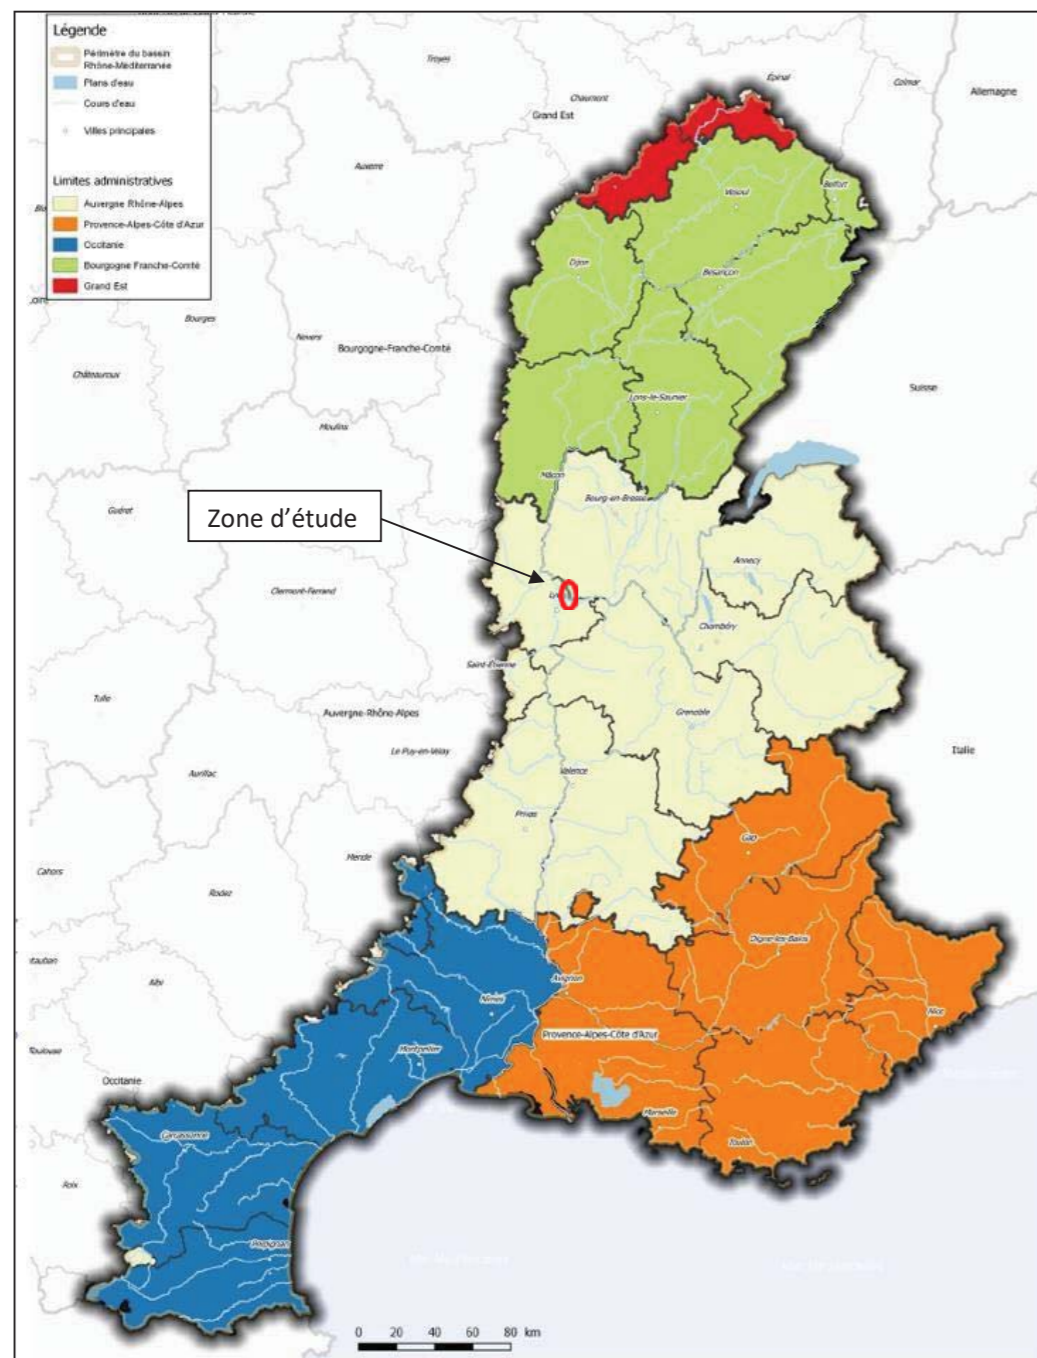 Légende
Périmètre du bassin
Rhône-Méditerranée
Plans d'eau
Cours d'eau
Villes principales
Limites administratives
Auvergne Rhône-Alpes
Provence-Alpes-Côte d'Azur
Occitanie
Bourgogne Franche-Comté
Grand Est
Troyes
Épinal
Colmar
Allemagne
Chaumont
Grand Est
Auxerre
Vesoul
Belfort
Dijon
Besançon
Bourges
Nevers
Bourgogne-Franche-Comté
Châteauroux
Suisse
Lons-le-Saunier
Moulins
Mâcon
Bourg-en-Bresse
Guéret
Zone d'étude
Annecy
Clermont-Ferrand
Chambéry
Saint-Étienne
Tulle
Auvergne-Rhône-Alpes
Grenoble
Le Puy-en-Velay
Italie
Aurillac
Valence
Privas
Gap
Mende
Cahors
Rodez
Digne-les-Bains
Albi
Avignon
Nîmes
Nice
Provence-Alpes-Côte d'Azur
Montpellier
Occitanie
Marseille
Carcassonne
Toulon
Foix
Perpignan
0 20 40 60 80 km